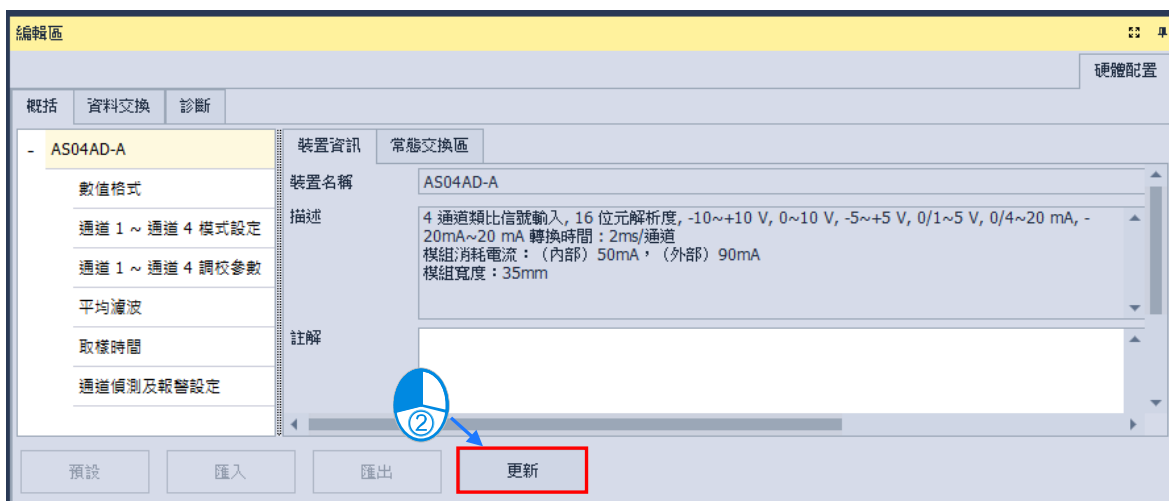 編輯區
硬體配置
概括 資料交換 診斷
- AS04AD-A
數值格式
通道 1 ~ 通道 4 模式設定
通道 1 ~ 通道 4 調校參數
平均濾波
取樣時間
通道偵測及報警設定
裝置資訊 常態交換區
裝置名稱 AS04AD-A
描述 4 通道類比信號輸入, 16 位元解析度, -10~+10 V, 0~10 V, -5~+5 V, 0/1~5 V, 0/4~20 mA, -
20mA~20 mA 轉換時間：2ms/通道
模組消耗電流：（內部）50mA，（外部）90mA
模組寬度：35mm
註解
②
預設 匯入 匯出 更新